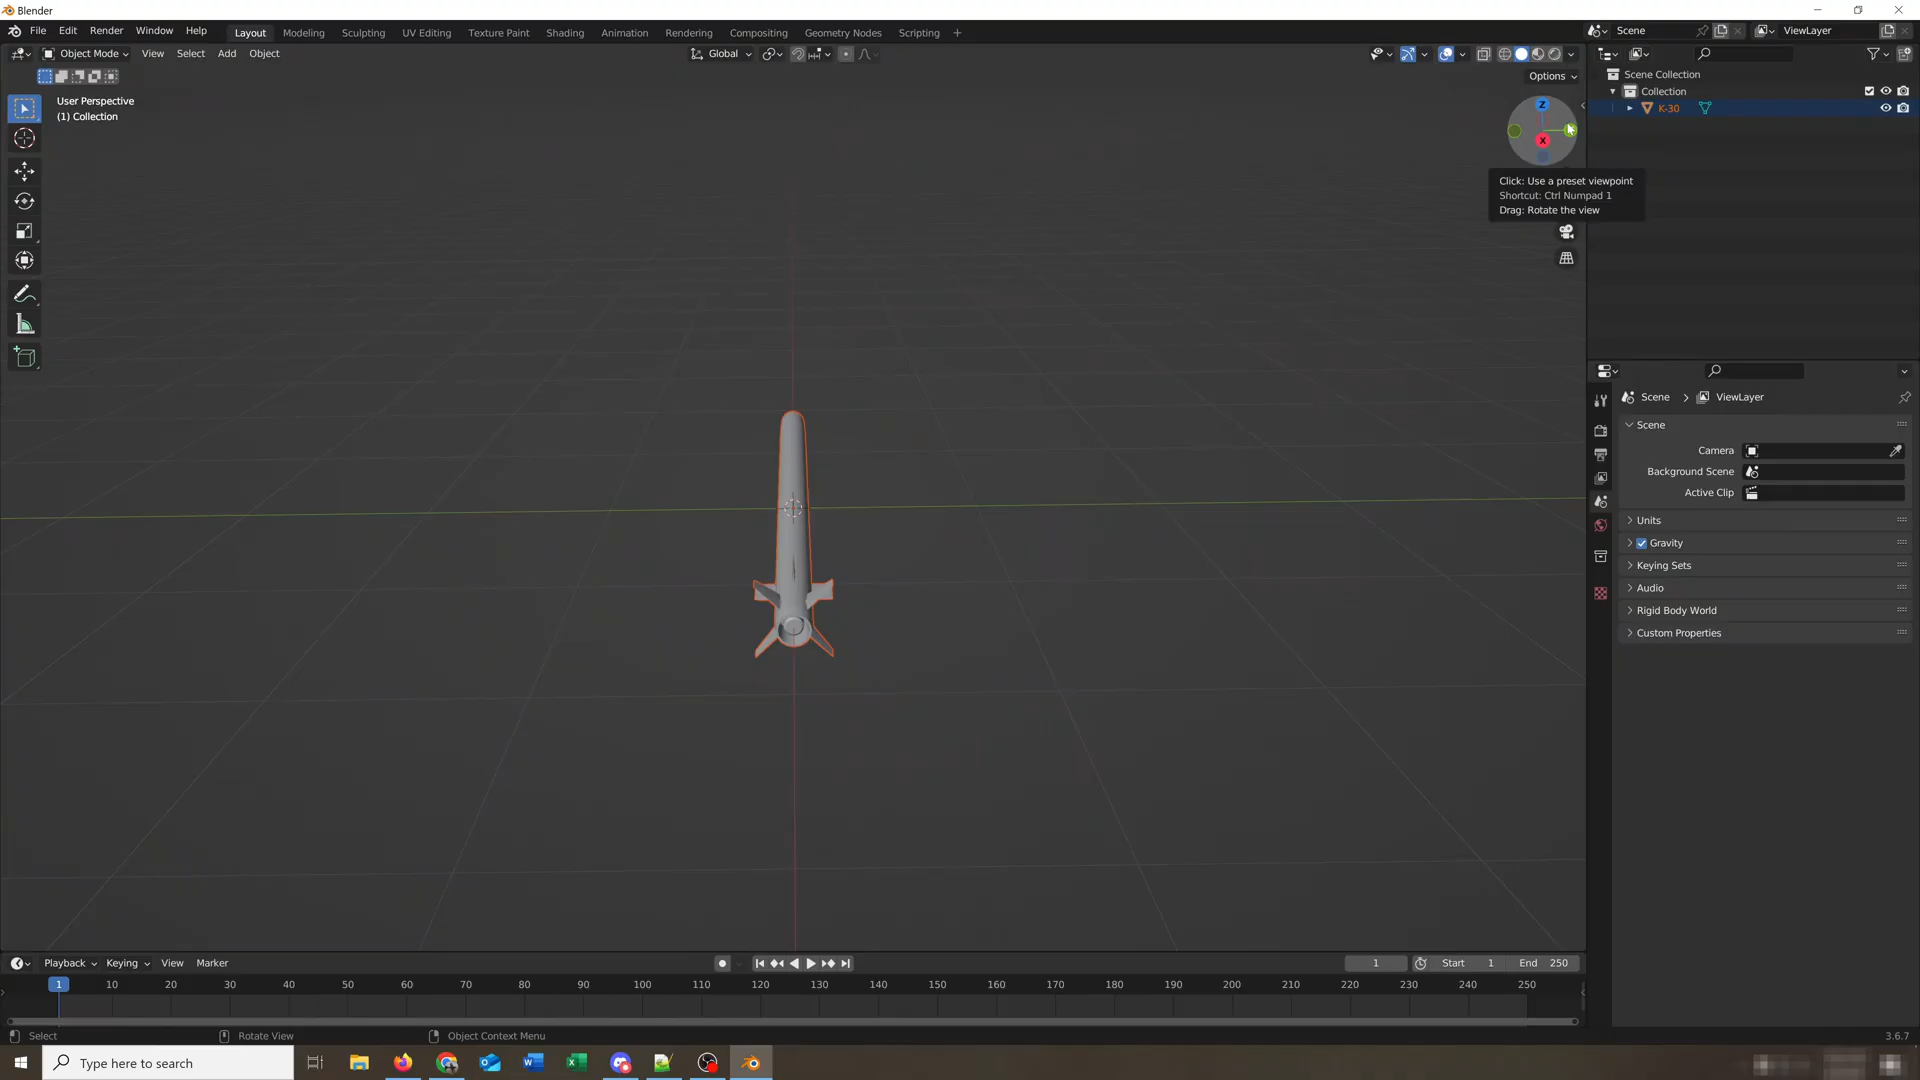 Blender
File Edit Render Window Help
Layout Modeling Sculpting UV Editing Texture Paint Shading Animation Rendering Compositing Geometry Nodes Scripting +
Scene
ViewLayer
Object Mode View Select Add Object
Global
Options
User Perspective
(1) Collection
Z
X
Click: Use a preset viewpoint
Shortcut: Ctrl Numpad 1
Drag: Rotate the view
Scene Collection
Collection
K-30
Scene > ViewLayer
Scene
Camera
Background Scene
Active Clip
Units
Gravity
Keying Sets
Audio
Rigid Body World
Custom Properties
Playback Keying View Marker
1
Start 1
End 250
1 10 20 30 40 50 60 70 80 90 100 110 120 130 140 150 160 170 180 190 200 210 220 230 240 250
Select
Rotate View
Object Context Menu
3.6.7
Type here to search